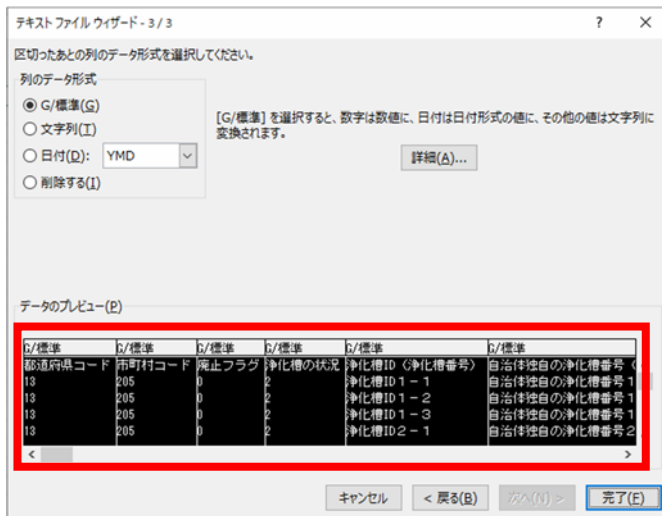 テキスト ファイル ウィザード - 3 / 3 ? ×
区切ったあとの列のデータ形式を選択してください。
列のデータ形式
G/標準(G)
文字列(T)
日付(D): YMD
削除する(I)
[G/標準] を選択すると、数字は数値に、日付は日付形式の値に、その他の値は文字列に
変換されます。
詳細(A)...
データのプレビュー(P)
G/標準 G/標準 G/標準 G/標準 G/標準 G/標準
都道府県コード 市町村コード 廃止フラグ 浄化槽の状況 浄化槽ID(浄化槽番号) 自治体独自の浄化槽番号(
13 205 0 2 浄化槽ID1-1 自治体独自の浄化槽番号1
13 205 0 2 浄化槽ID1-2 自治体独自の浄化槽番号1
13 205 0 2 浄化槽ID1-3 自治体独自の浄化槽番号1
13 205 0 2 浄化槽ID2-1 自治体独自の浄化槽番号2
キャンセル < 戻る(B) 次へ(N) > 完了(F)